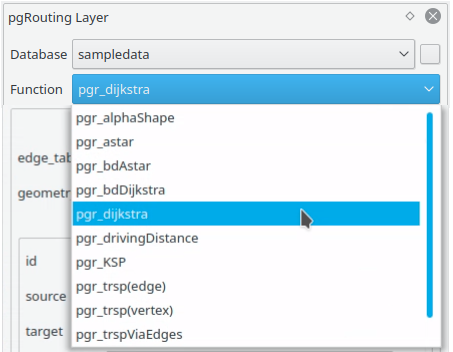 pgRouting Layer
Database sampledata
Function pgr_dijkstra
pgr_alphaShape
pgr_astar
pgr_bdAstar
pgr_bdDijkstra
pgr_dijkstra
pgr_drivingDistance
pgr_KSP
pgr_trsp(edge)
pgr_trsp(vertex)
pgr_trspViaEdges
edge_tab
geometr
id
source
target